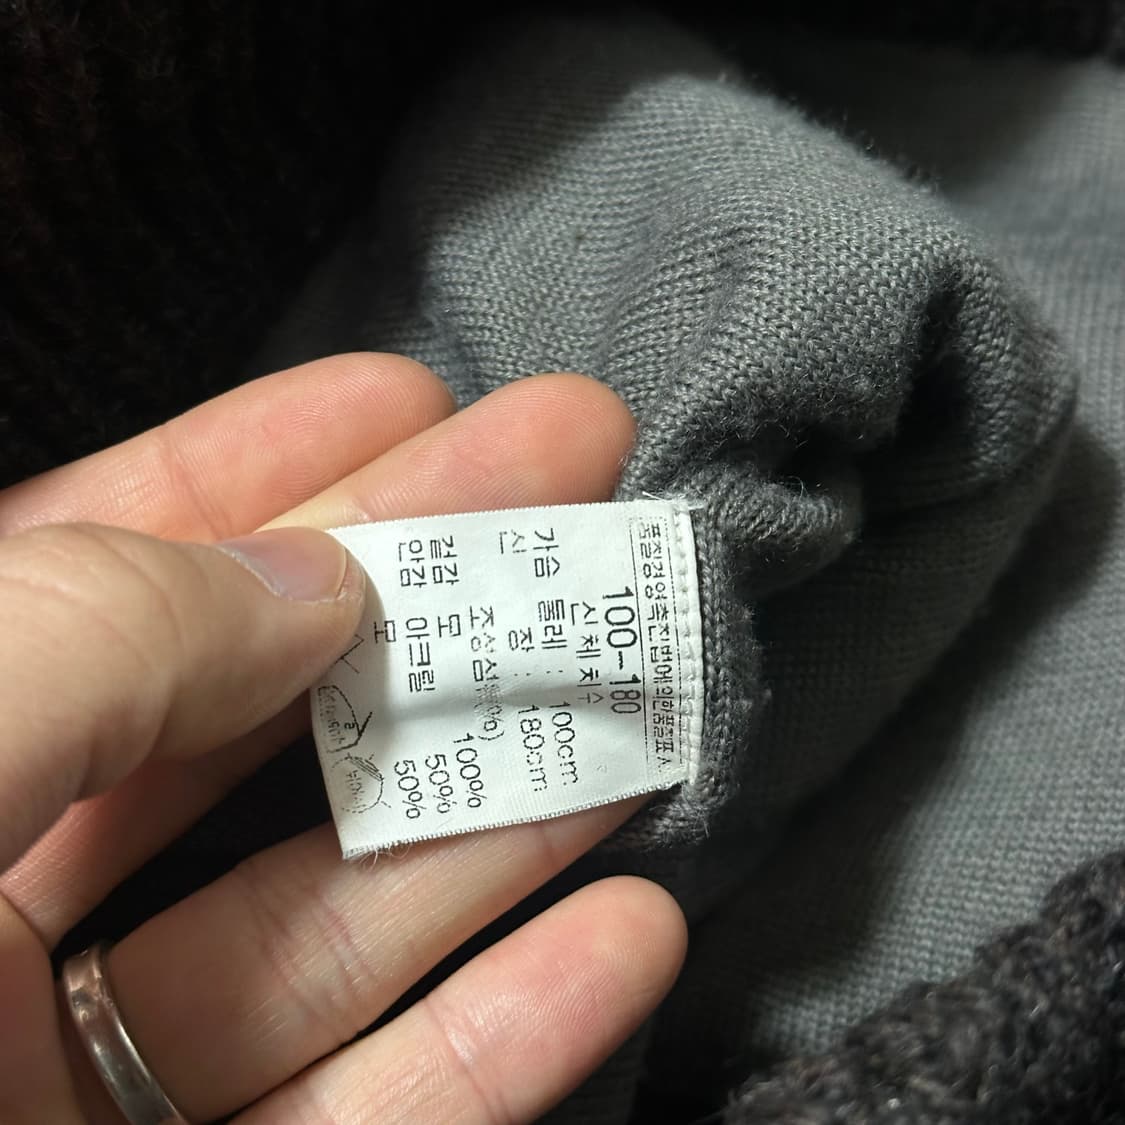 품질경영촉진법에의한품질표시
100-180
신체치수
가슴 둘레 : 100cm
신 장 : 180cm
조성섬유(%)
겉감 모 100%
안감 아크릴 50%
모 50%